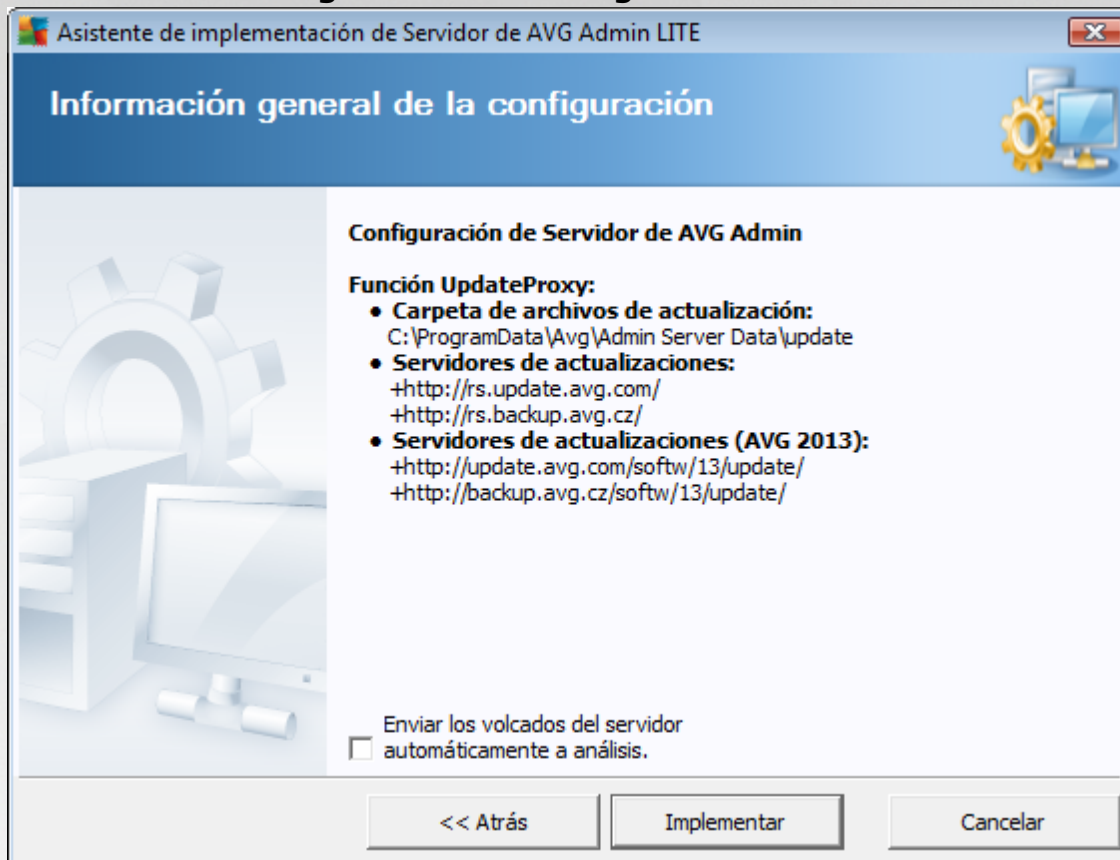 Asistente de implementación de Servidor de AVG Admin LITE
Información general de la configuración
Configuración de Servidor de AVG Admin
Función UpdateProxy:
• Carpeta de archivos de actualización:
C:\ProgramData\Avg\Admin Server Data\update
• Servidores de actualizaciones:
+http://rs.update.avg.com/
+http://rs.backup.avg.cz/
• Servidores de actualizaciones (AVG 2013):
+http://update.avg.com/softw/13/update/
+http://backup.avg.cz/softw/13/update/
Enviar los volcados del servidor
automáticamente a análisis.
<< Atrás
Implementar
Cancelar